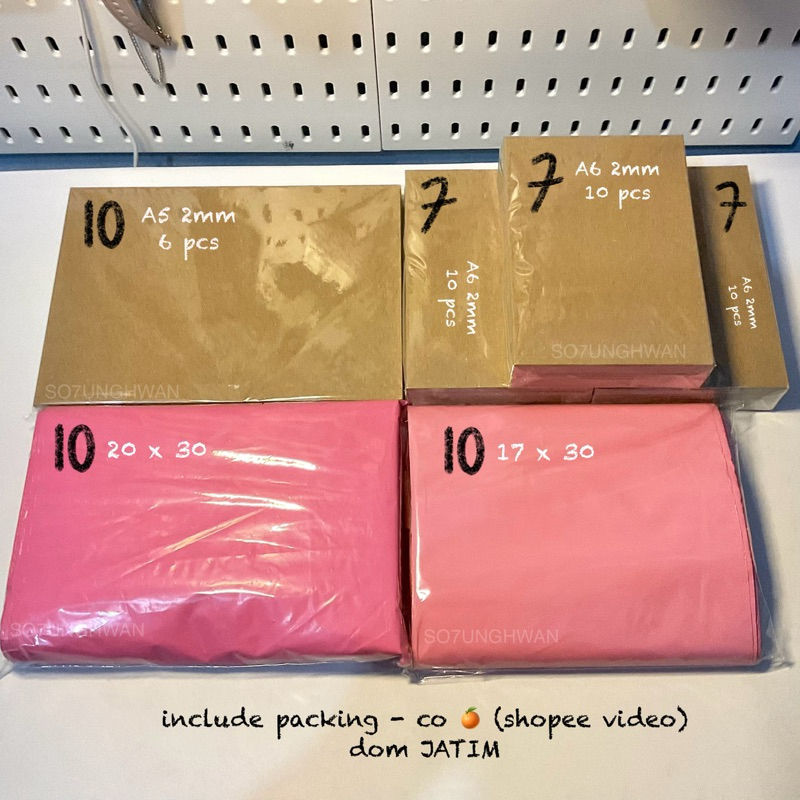 10
A5 2mm
6 pcs
7
A6 2mm
10 pcs
7
A6 2mm
10 pcs
7
A6 2mm
10 pcs
SO7UNGHWAN
SO7UNGHWAN
10 20 x 30
10 17 x 30
SO7UNGHWAN
SO7UNGHWAN
include packing - co 🍊 (shopee video)
dom JATIM